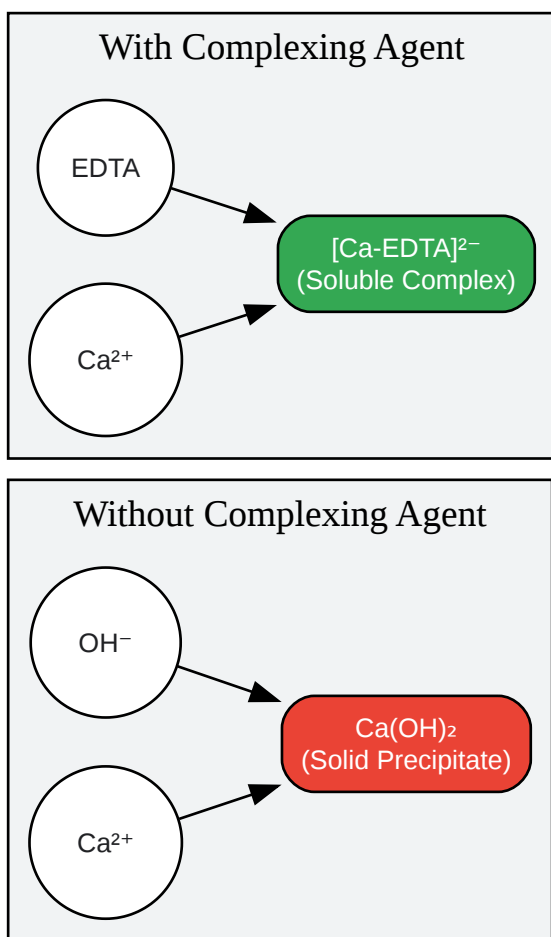 With Complexing Agent
EDTA
[Ca-EDTA]²⁻
(Soluble Complex)
Ca²⁺
Without Complexing Agent
OH⁻
Ca(OH)₂
(Solid Precipitate)
Ca²⁺